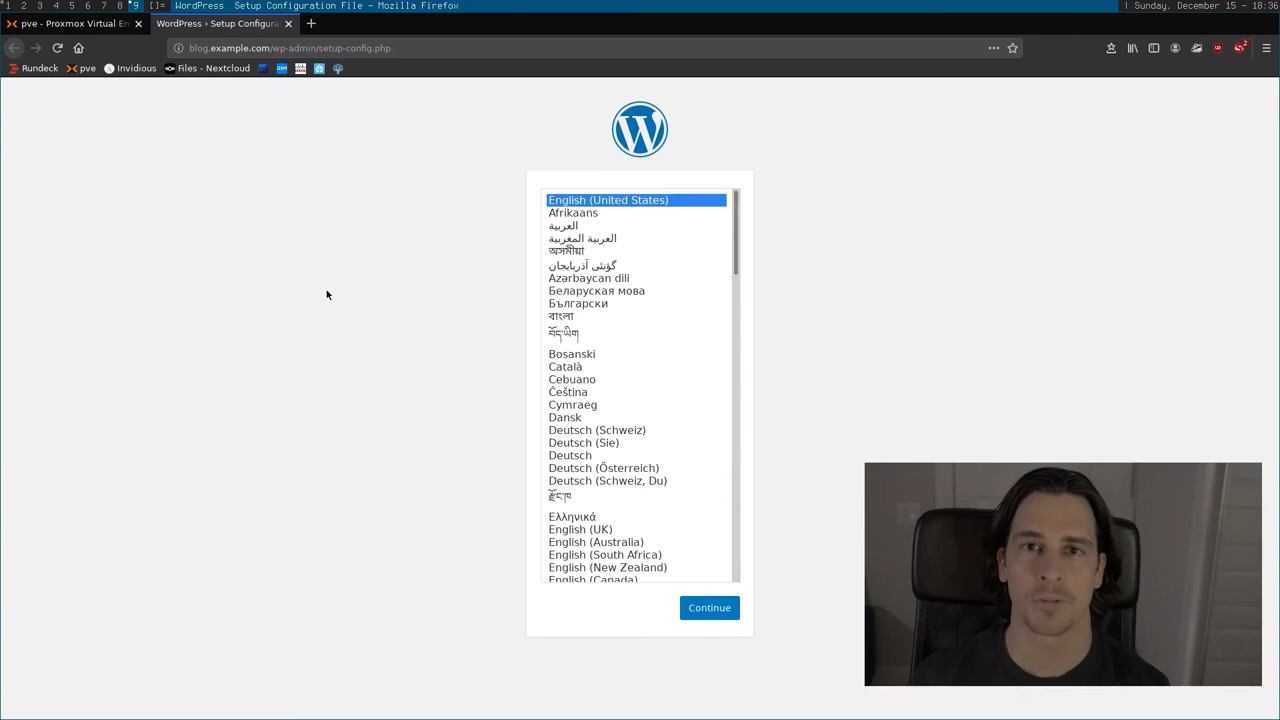 1 2 3 4 5 6 7 8 9 []= WordPress › Setup Configuration File - Mozilla Firefox | Sunday, December 15 - 18:36
pve - Proxmox Virtual En
WordPress › Setup Configura
blog.example.com/wp-admin/setup-config.php
2
Rundeck pve Invidious Files - Nextcloud
English (United States)
Afrikaans
العربية
العربية المغربية
অসমীয়া
گؤنئی آذربایجان
Azərbaycan dili
Беларуская мова
Български
বাংলা
བོད་ཡིག
Bosanski
Català
Cebuano
Čeština
Cymraeg
Dansk
Deutsch (Schweiz)
Deutsch (Sie)
Deutsch
Deutsch (Österreich)
Deutsch (Schweiz, Du)
རྫོང་ཁ
Ελληνικά
English (UK)
English (Australia)
English (South Africa)
English (New Zealand)
English (Canada)
Continue